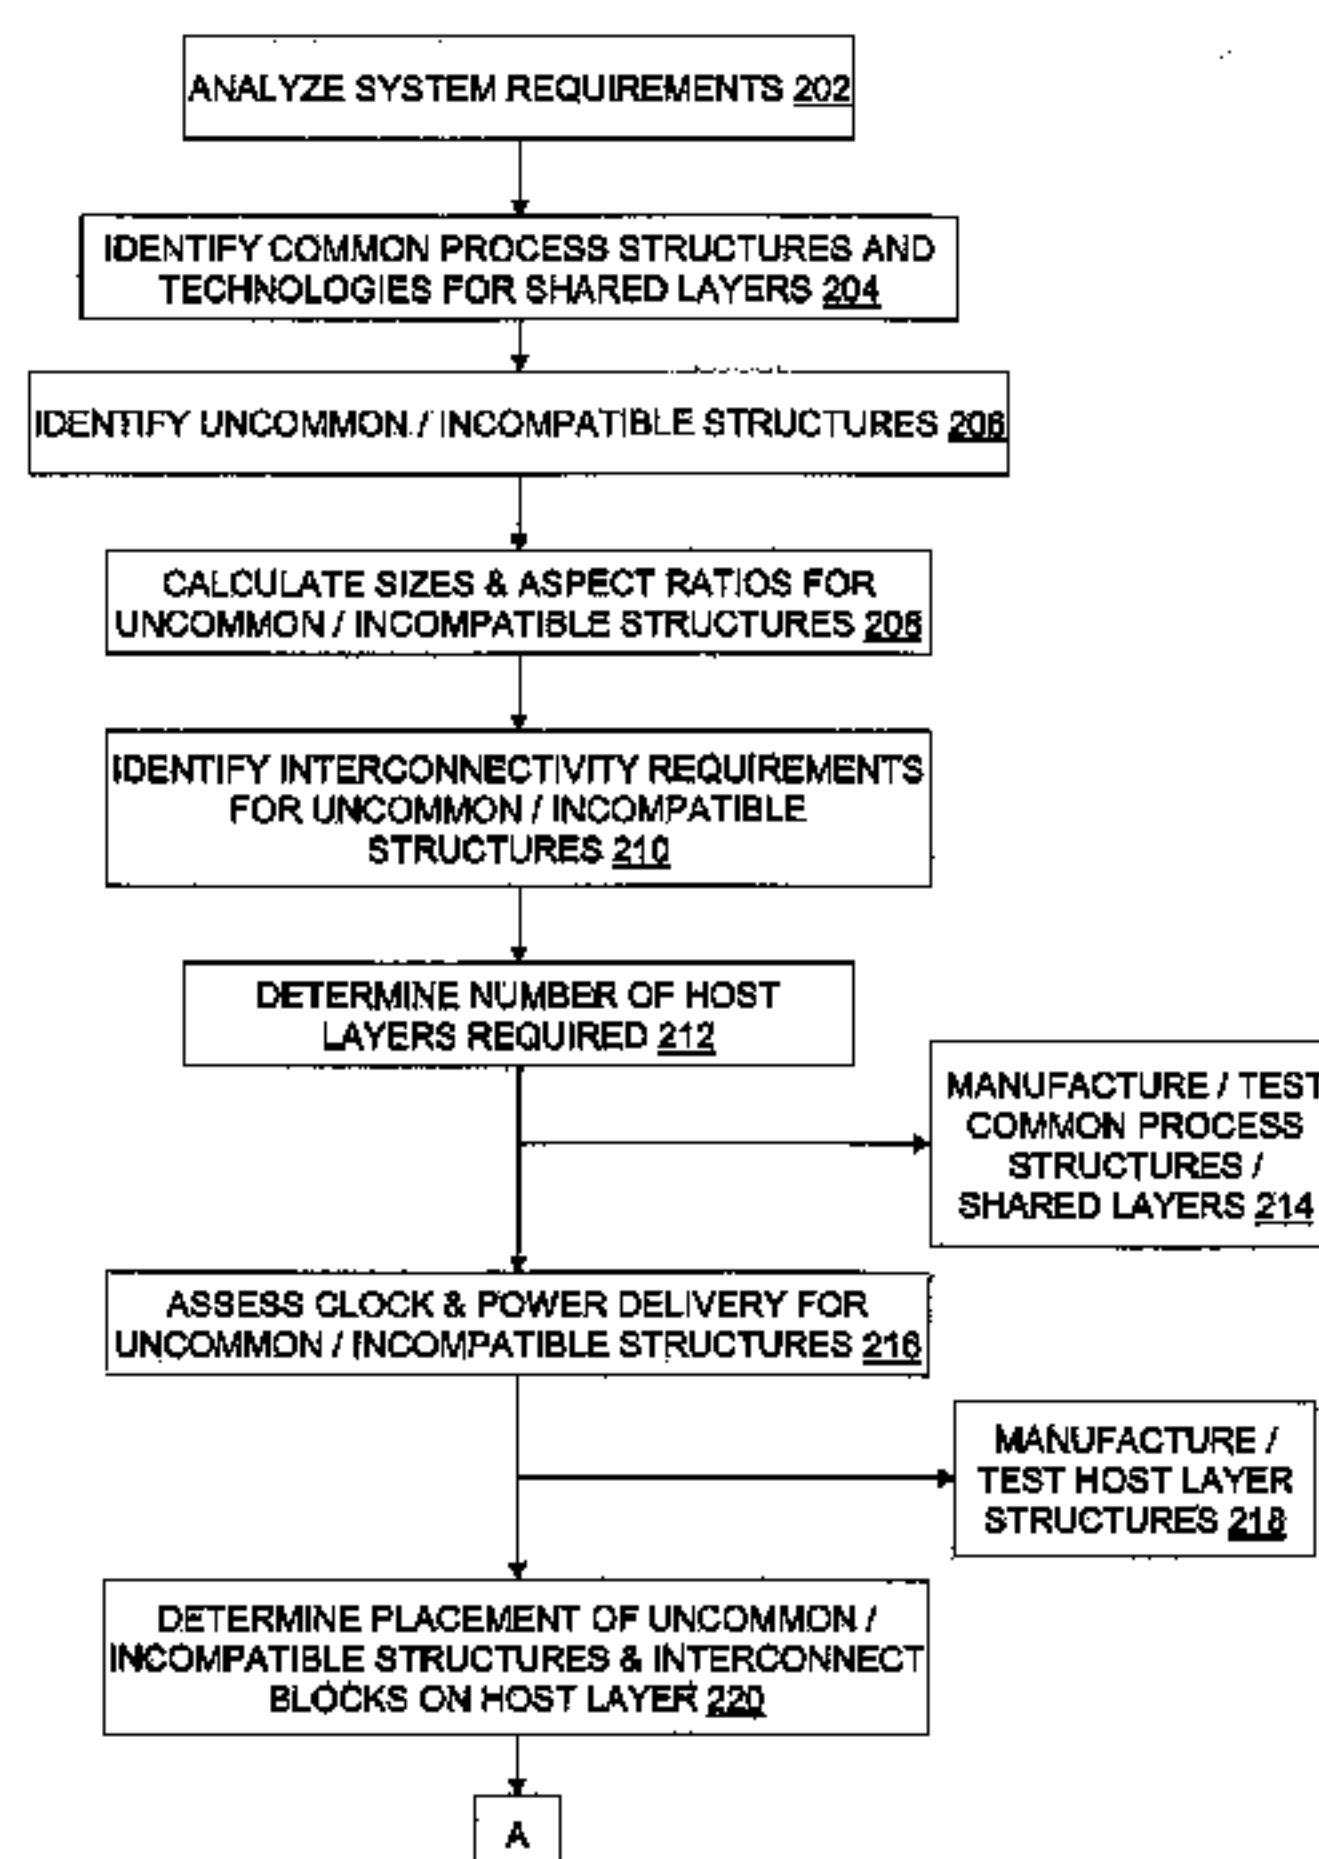 ANALYZE SYSTEM REQUIREMENTS 202
IDENTIFY COMMON PROCESS STRUCTURES AND
TECHNOLOGIES FOR SHARED LAYERS 204
IDENTIFY UNCOMMON / INCOMPATIBLE STRUCTURES 206
CALCULATE SIZES & ASPECT RATIOS FOR
UNCOMMON / INCOMPATIBLE STRUCTURES 208
IDENTIFY INTERCONNECTIVITY REQUIREMENTS
FOR UNCOMMON / INCOMPATIBLE
STRUCTURES 210
DETERMINE NUMBER OF HOST
LAYERS REQUIRED 212
MANUFACTURE / TEST
COMMON PROCESS
STRUCTURES /
SHARED LAYERS 214
ASSESS CLOCK & POWER DELIVERY FOR
UNCOMMON / INCOMPATIBLE STRUCTURES 216
MANUFACTURE /
TEST HOST LAYER
STRUCTURES 218
DETERMINE PLACEMENT OF UNCOMMON /
INCOMPATIBLE STRUCTURES & INTERCONNECT
BLOCKS ON HOST LAYER 220
A